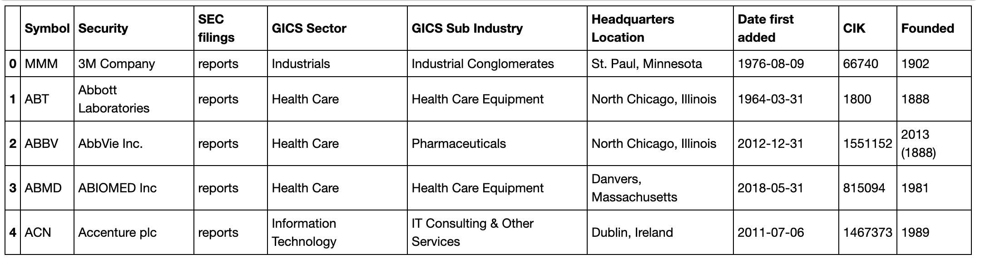 Symbol Security SEC filings GICS Sector GICS Sub Industry Headquarters Location Date first added CIK Founded
0 MMM 3M Company reports Industrials Industrial Conglomerates St. Paul, Minnesota 1976-08-09 66740 1902
1 ABT Abbott Laboratories reports Health Care Health Care Equipment North Chicago, Illinois 1964-03-31 1800 1888
2 ABBV AbbVie Inc. reports Health Care Pharmaceuticals North Chicago, Illinois 2012-12-31 1551152 2013 (1888)
3 ABMD ABIOMED Inc reports Health Care Health Care Equipment Danvers, Massachusetts 2018-05-31 815094 1981
4 ACN Accenture plc reports Information Technology IT Consulting & Other Services Dublin, Ireland 2011-07-06 1467373 1989